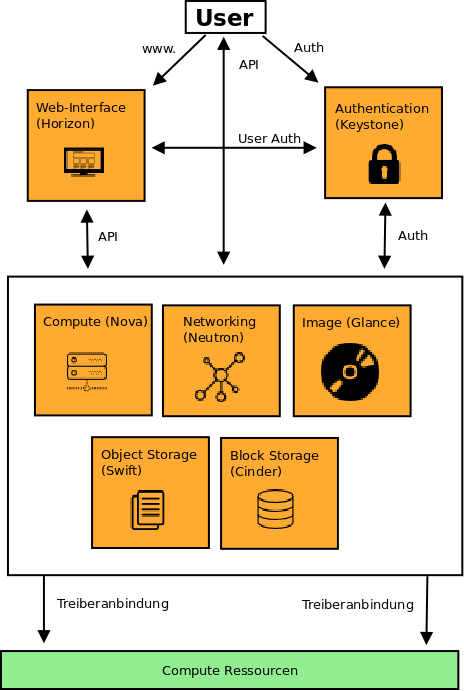 User
www.
Auth
API
Web-Interface
(Horizon)
Authentication
(Keystone)
User Auth
API
Auth
Compute (Nova)
Networking
(Neutron)
Image (Glance)
Object Storage
(Swift)
Block Storage
(Cinder)
Treiberanbindung
Treiberanbindung
Compute Ressourcen